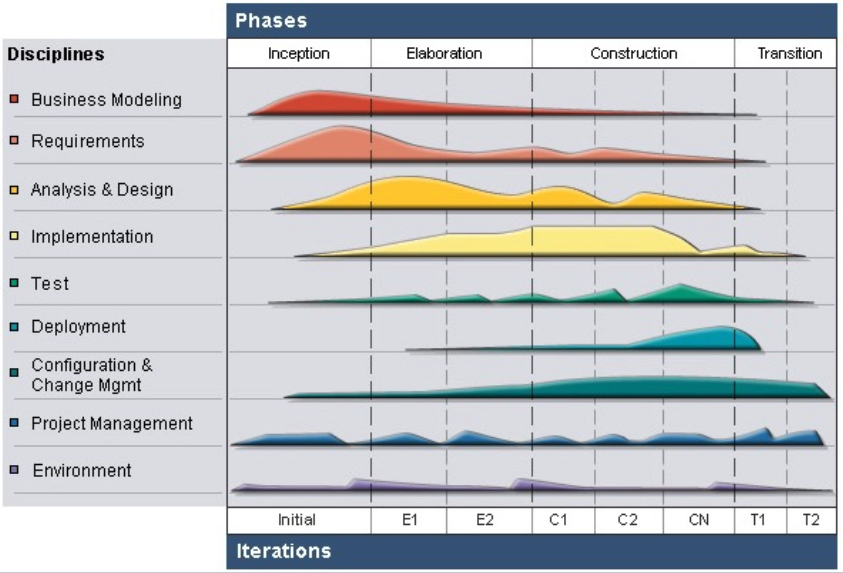 Phases
Disciplines
Inception
Elaboration
Construction
Transition
Business Modeling
Requirements
Analysis & Design
Implementation
Test
Deployment
Configuration &
Change Mgmt
Project Management
Environment
Initial
E1
E2
C1
C2
CN
T1
T2
Iterations